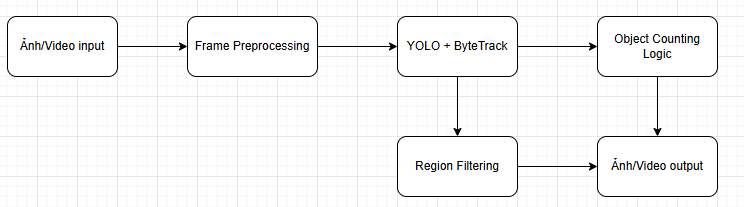 Ảnh/Video input
Frame Preprocessing
YOLO + ByteTrack
Object Counting
Logic
Region Filtering
Ảnh/Video output